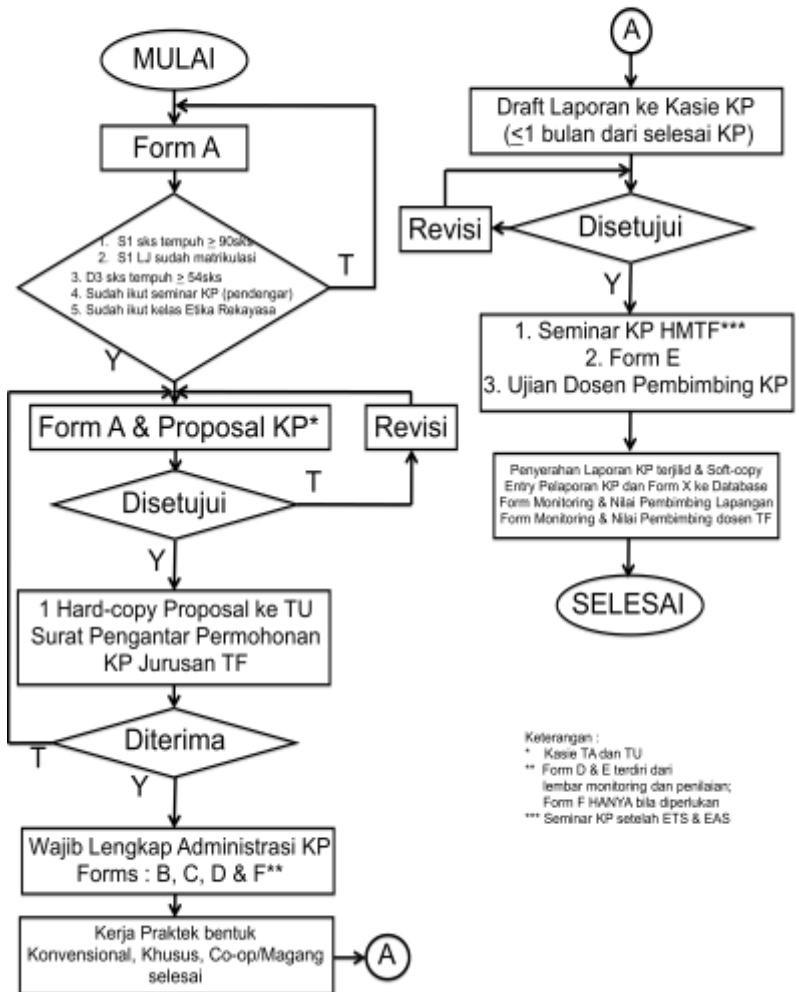 MULAI
Form A
1. S1 sks tempuh ≥ 90sks
2. S1 LJ sudah matrikulasi
3. D3 sks tempuh ≥ 54sks
4. Sudah ikut seminar KP (pendengar)
5. Sudah ikut kelas Etika Rekayasa
T
Y
Form A & Proposal KP*
Revisi
Disetujui
T
Y
1 Hard-copy Proposal ke TU
Surat Pengantar Permohonan
KP Jurusan TF
Diterima
T
Y
Wajib Lengkap Administrasi KP
Forms : B, C, D & F**
Kerja Praktek bentuk
Konvensional, Khusus, Co-op/Magang
selesai
A
A
Draft Laporan ke Kasie KP
(≤1 bulan dari selesai KP)
Revisi
Disetujui
Y
1. Seminar KP HMTF***
2. Form E
3. Ujian Dosen Pembimbing KP
Penyerahan Laporan KP terjilid & Soft-copy
Entry Pelaporan KP dan Form X ke Database
Form Monitoring & Nilai Pembimbing Lapangan
Form Monitoring & Nilai Pembimbing dosen TF
SELESAI
Keterangan :
* Kasie TA dan TU
** Form D & E terdiri dari
lembar monitoring dan penilaian;
Form F HANYA bila diperlukan
*** Seminar KP setelah ETS & EAS